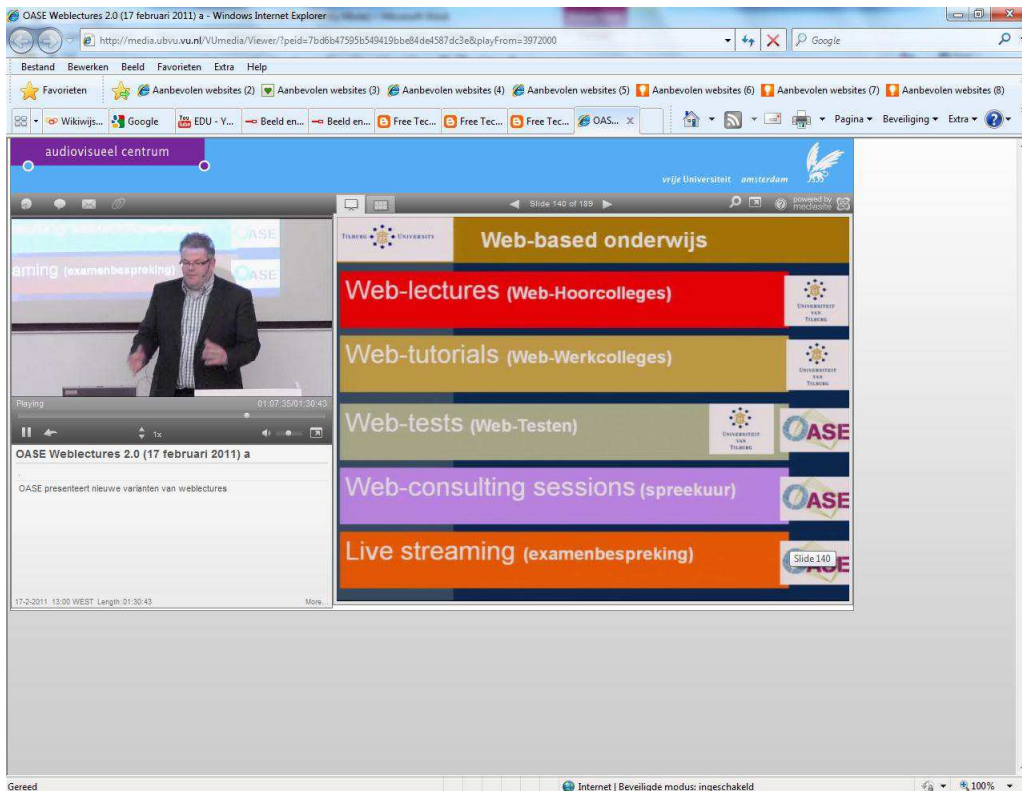 OASE Weblectures 2.0 (17 februari 2011) a - Windows Internet Explorer
http://media.ubvu.vu.nl/VUmedia/Viewer/?peid=7bd6b47595b549419bbe84de4587dc3e&playFrom=3972000
Google
Bestand Bewerken Beeld Favorieten Extra Help
Favorieten Aanbevolen websites (2) Aanbevolen websites (3) Aanbevolen websites (4) Aanbevolen websites (5) Aanbevolen websites (6) Aanbevolen websites (7) Aanbevolen websites (8)
Wikiwijs... Google EDU - Y... Beeld en... Beeld en... Free Tec... Free Tec... Free Tec... OAS... X Pagina Beveiliging Extra
audiovisueel centrum
vrije Universiteit amsterdam
Slide 140 of 189
powered by
mediasite
TILBURG UNIVERSITY
Web-based onderwijs
Web-lectures (Web-Hoorcolleges)
UNIVERSITEIT
VAN
TILBURG
Web-tutorials (Web-Werkcolleges)
UNIVERSITEIT
VAN
TILBURG
Web-tests (Web-Testen)
UNIVERSITEIT
VAN
TILBURG
OASE
Web-consulting sessions (spreekuur)
OASE
Live streaming (examenbespreking)
Slide 140
OASE
aming (examenbespreking)
OASE
Playing 01:07:35/01:30:43
1x
OASE Weblectures 2.0 (17 februari 2011) a
OASE presenteert nieuwe varianten van weblectures
17-2-2011 13:00 WEST Length: 01:30:43 More.
Gereed
Internet | Beveiligde modus: ingeschakeld
100%